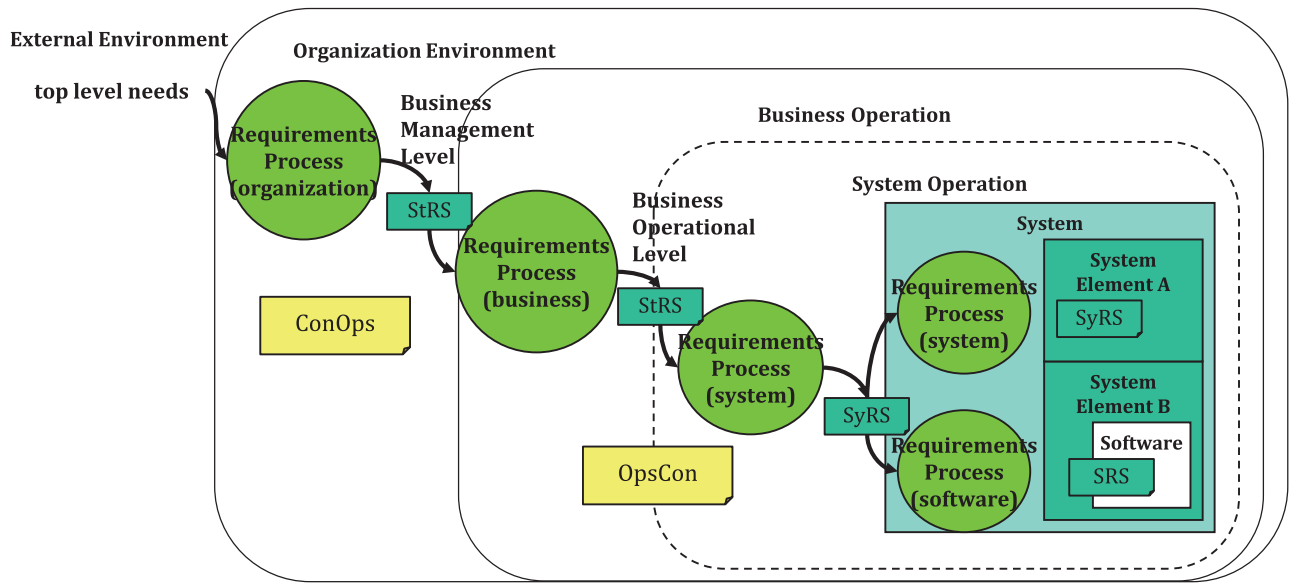 External Environment
top level needs
Organization Environment
Requirements
Process
(organization)
Business
Management
Level
StRS
ConOps
Requirements
Process
(business)
Business Operation
Business
Operational
Level
StRS
OpsCon
Requirements
Process
(system)
SyRS
System Operation
System
Requirements
Process
(system)
Requirements
Process
(software)
System
Element A
SyRS
System
Element B
Software
SRS